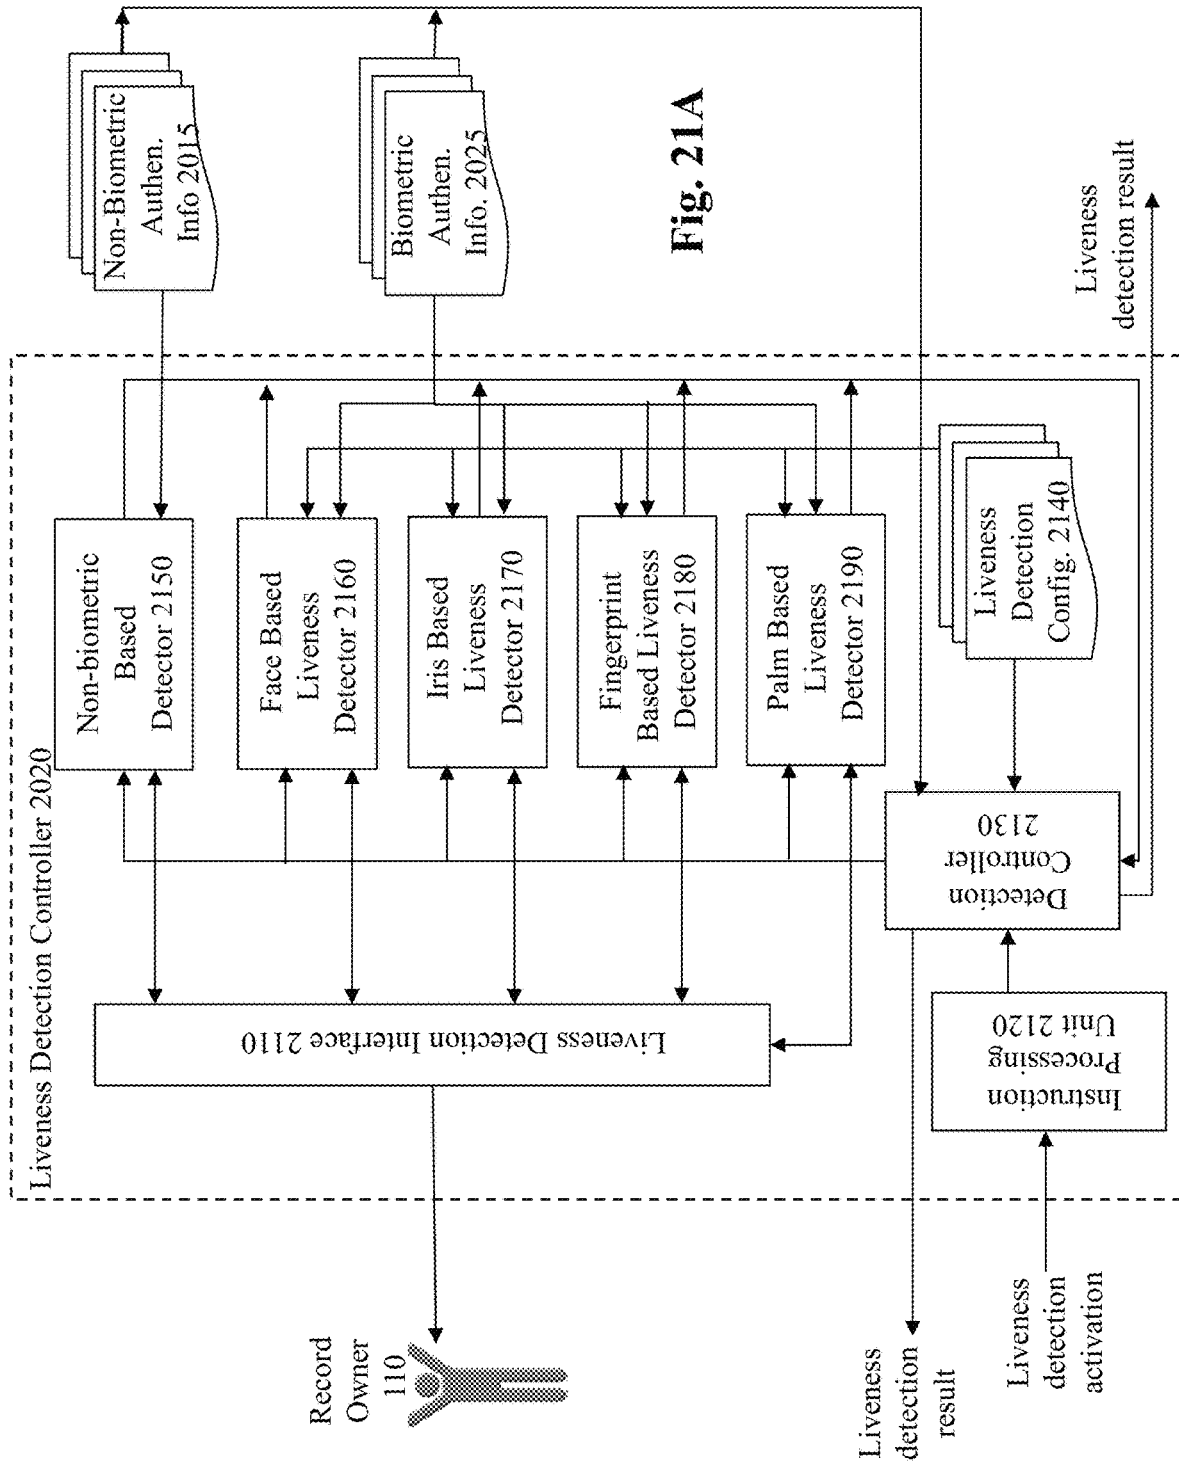 Liveness Detection Controller 2020
Non-Biometric
Authen.
Info 2015
Biometric
Authen.
Info. 2025
Non-biometric
Based
Detector 2150
Face Based
Liveness
Detector 2160
Iris Based
Liveness
Detector 2170
Fingerprint
Based Liveness
Detector 2180
Palm Based
Liveness
Detector 2190
Liveness
Detection
Config. 2140
Liveness Detection Interface 2110
Detection
Controller
2130
Instruction
Processing
Unit 2120
Record
Owner
110
Liveness
detection
result
Liveness
detection
activation
Liveness
detection result
Fig. 21A